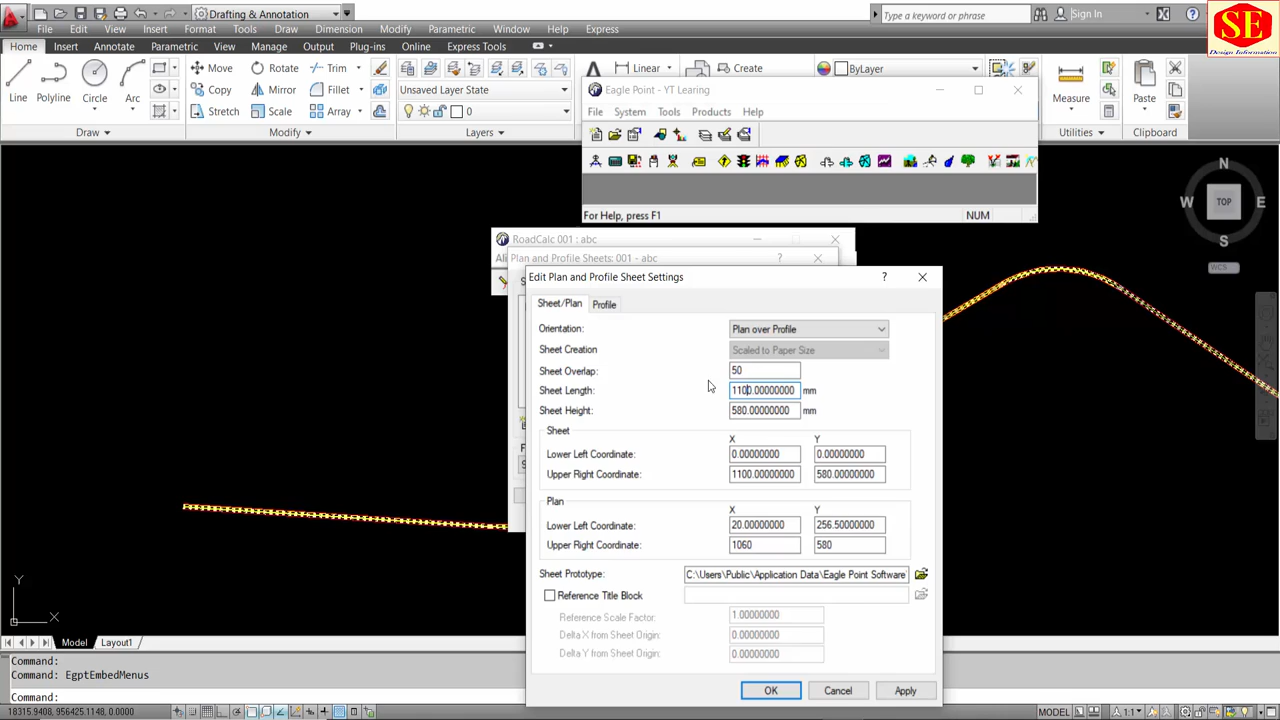 Drafting & Annotation
Type a keyword or phrase
Sign In
SE
Design Information
File Edit View Insert Format Tools Draw Dimension Modify Parametric Window Help Express
Home Insert Annotate Parametric View Manage Output Plug-ins Online Express Tools
Line Polyline Circle Arc
Move Rotate Trim
Copy Mirror Fillet
Stretch Scale Array
Unsaved Layer State
0
Linear
Create
ByLayer
Measure
Paste
Draw Modify Layers Utilities Clipboard
Eagle Point - YT Learing
File System Tools Products Help
For Help, press F1 NUM
N
W TOP E
S
WCS
RoadCalc 001 : abc
Plan and Profile Sheets: 001 - abc
Edit Plan and Profile Sheet Settings
Sheet/Plan Profile
Orientation: Plan over Profile
Sheet Creation Scaled to Paper Size
Sheet Overlap: 50
Sheet Length: 1100.00000000 mm
Sheet Height: 580.00000000 mm
Sheet
X Y
Lower Left Coordinate: 0.00000000 0.00000000
Upper Right Coordinate: 1100.00000000 580.00000000
Plan
X Y
Lower Left Coordinate: 20.00000000 256.50000000
Upper Right Coordinate: 1060 580
Sheet Prototype: C:\Users\Public\Application Data\Eagle Point Software
Reference Title Block
Reference Scale Factor: 1.00000000
Delta X from Sheet Origin: 0.00000000
Delta Y from Sheet Origin: 0.00000000
OK Cancel Apply
Y
X
Model Layout1
Command:
Command: EgptEmbedMenus
Command:
18315.9408, 956425.1148, 0.0000
MODEL 1:1